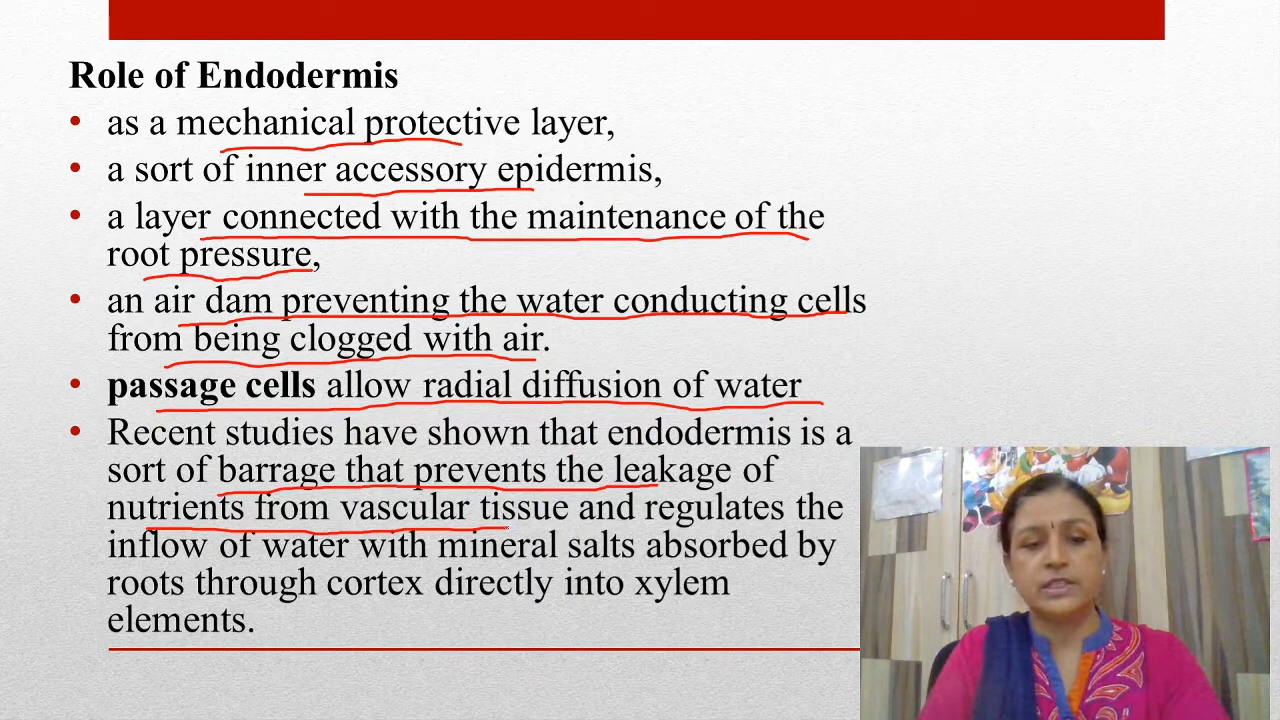 Role of Endodermis
• as a mechanical protective layer,
• a sort of inner accessory epidermis,
• a layer connected with the maintenance of the
root pressure,
• an air dam preventing the water conducting cells
from being clogged with air.
• passage cells allow radial diffusion of water
• Recent studies have shown that endodermis is a
sort of barrage that prevents the leakage of
nutrients from vascular tissue and regulates the
inflow of water with mineral salts absorbed by
roots through cortex directly into xylem
elements.